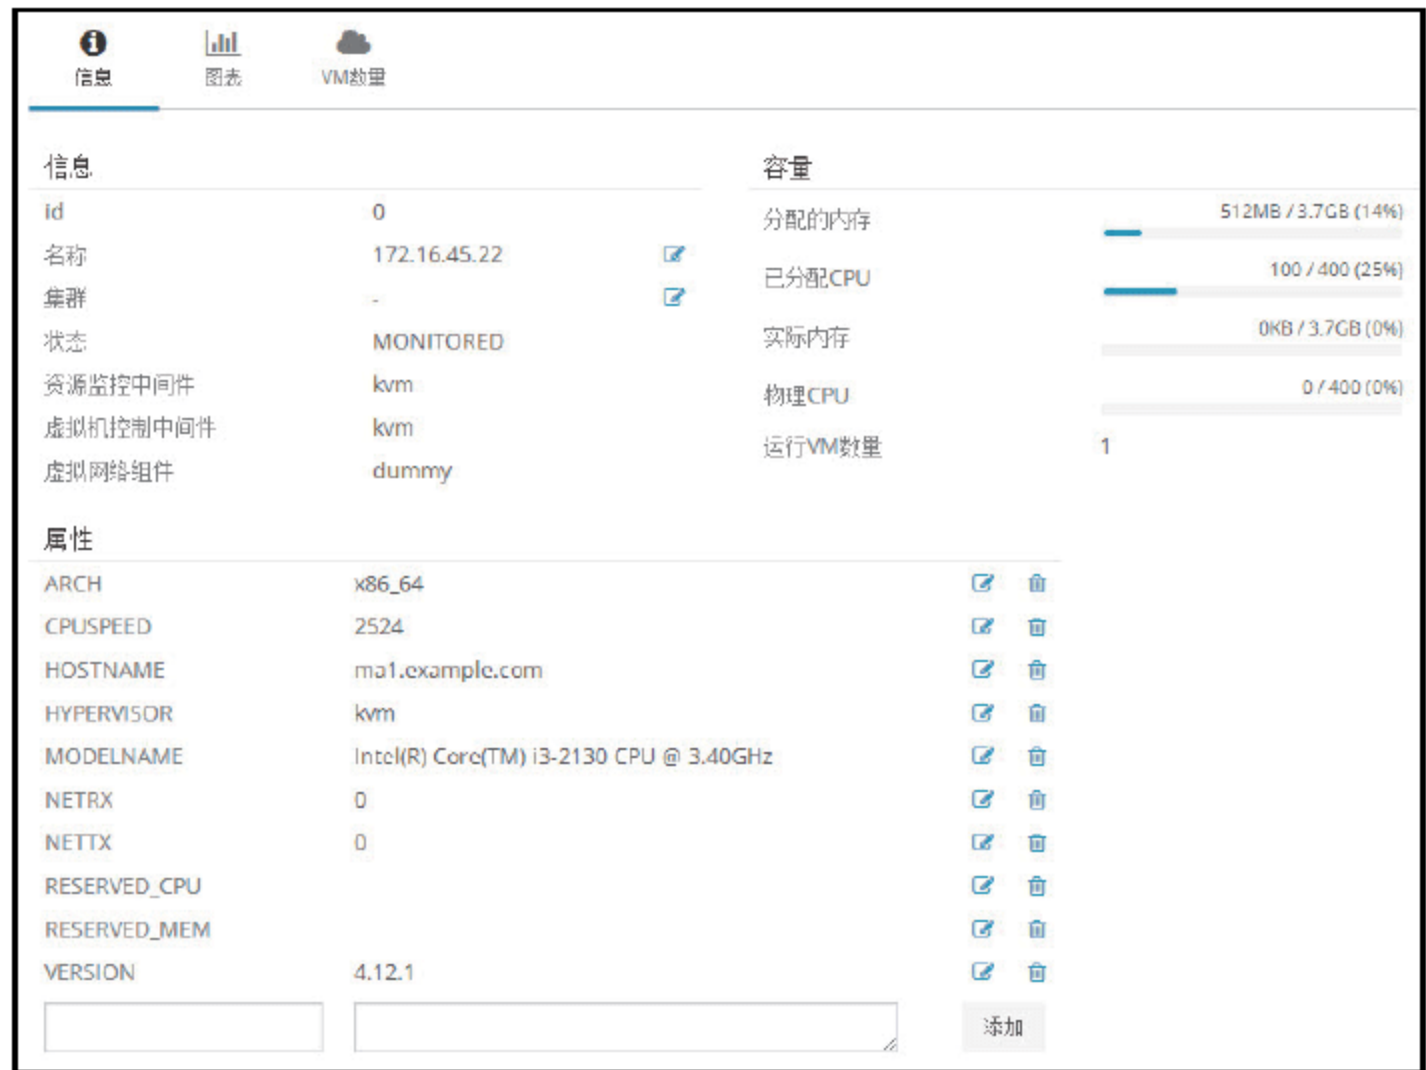 信息 图表 VM数量
信息
id 0
名称 172.16.45.22
集群 -
状态 MONITORED
资源监控中间件 kvm
虚拟机控制中间件 kvm
虚拟网络组件 dummy
容量
分配的内存 512MB / 3.7GB (14%)
已分配CPU 100 / 400 (25%)
实际内存 0KB / 3.7GB (0%)
物理CPU 0 / 400 (0%)
运行VM数量 1
属性
ARCH x86_64
CPUSPEED 2524
HOSTNAME ma1.example.com
HYPERVISOR kvm
MODELNAME Intel(R) Core(TM) i3-2130 CPU @ 3.40GHz
NETRX 0
NETTX 0
RESERVED_CPU
RESERVED_MEM
VERSION 4.12.1
添加